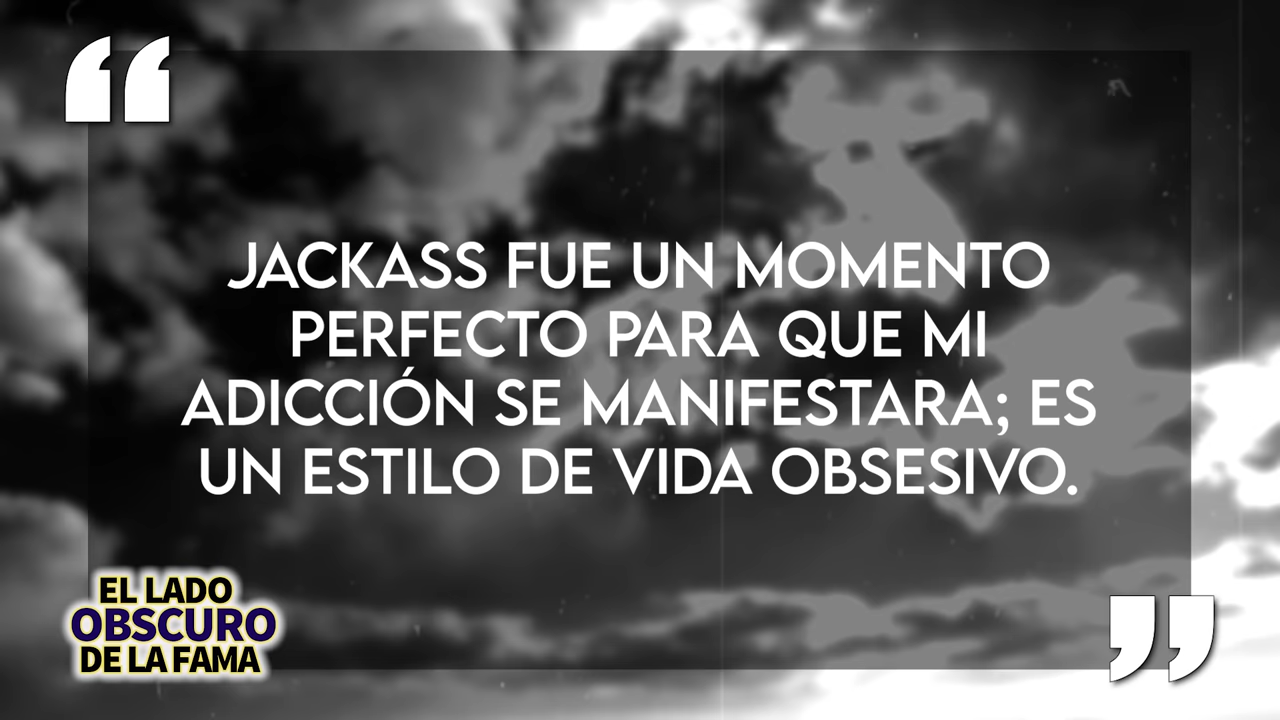 “
JACKASS FUE UN MOMENTO
PERFECTO PARA QUE MI
ADICCIÓN SE MANIFESTARA; ES
UN ESTILO DE VIDA OBSESIVO.
”
EL LADO
OBSCURO
DE LA FAMA